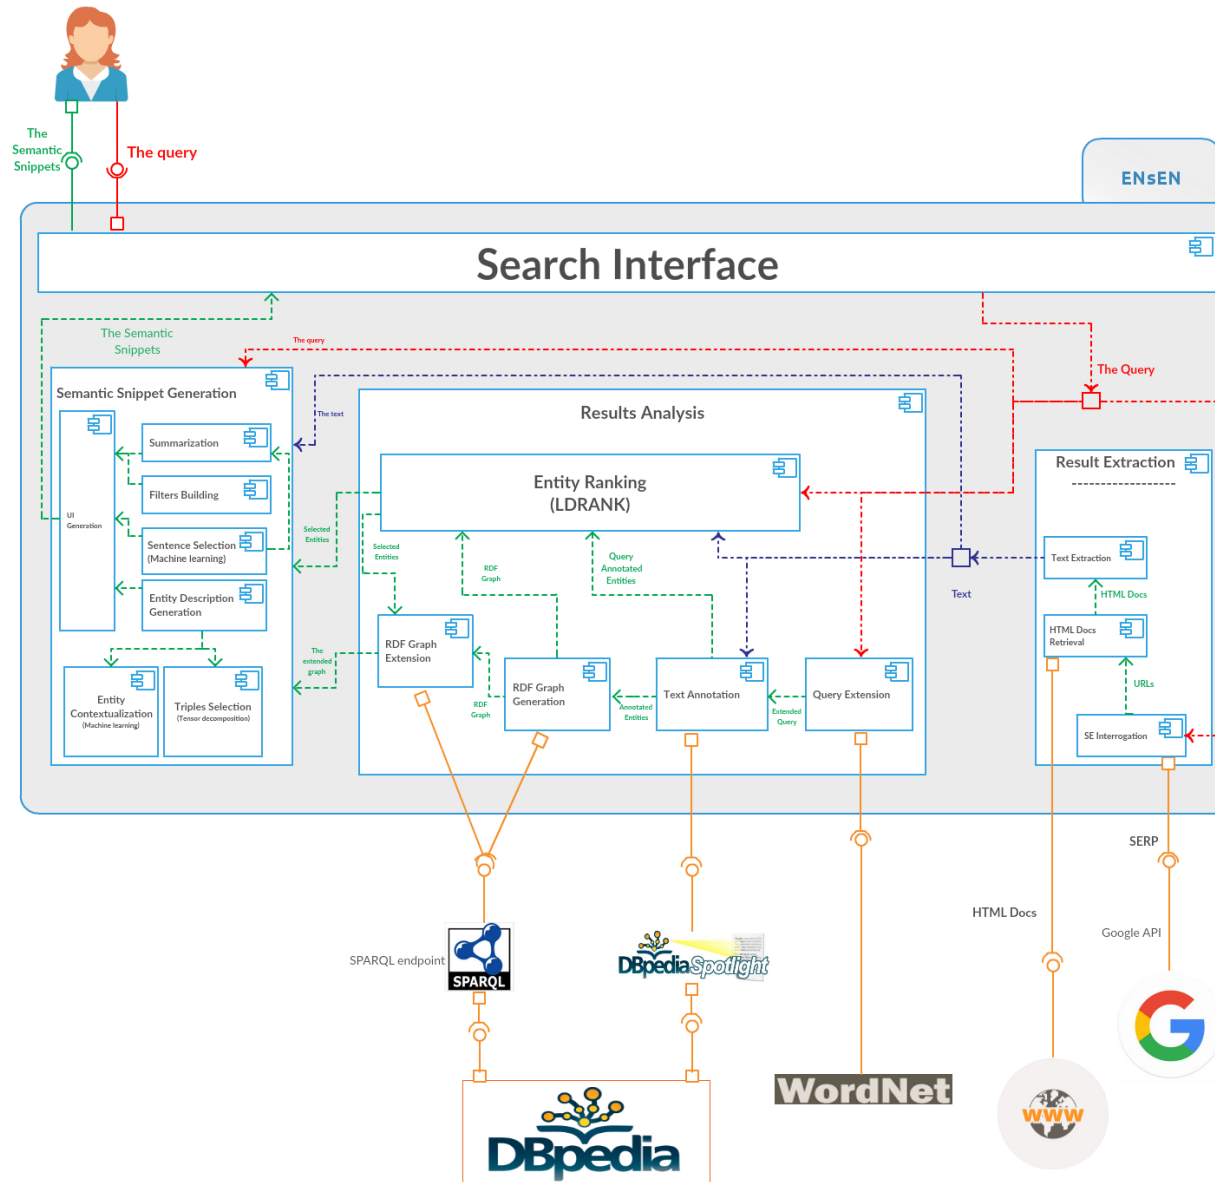 The
Semantic
Snippets
The query
ENsEN
Search Interface
The Semantic
Snippets
The query
The Query
Semantic Snippet Generation
The text
Results Analysis
Result Extraction
Summarization
Entity Ranking
(LDRANK)
Filters Building
UI
Generation
Sentence Selection
(Machine learning)
Selected
Entities
Selected
Entities
RDF
Graph
Query
Annotated
Entities
Text Extraction
Text
HTML Docs
Entity Description
Generation
HTML Docs
Retrieval
The
extended
graph
RDF Graph
Extension
RDF Graph
Generation
Text Annotation
Query Extension
URLs
Entity
Contextualization
(Machine learning)
Triples Selection
(Tensor decomposition)
RDF
Graph
Annotated
Entities
Extended
Query
SE Interrogation
SERP
HTML Docs
Google API
SPARQL endpoint
SPARQL
DBpedia Spotlight
G
WordNet
WWW
DBpedia